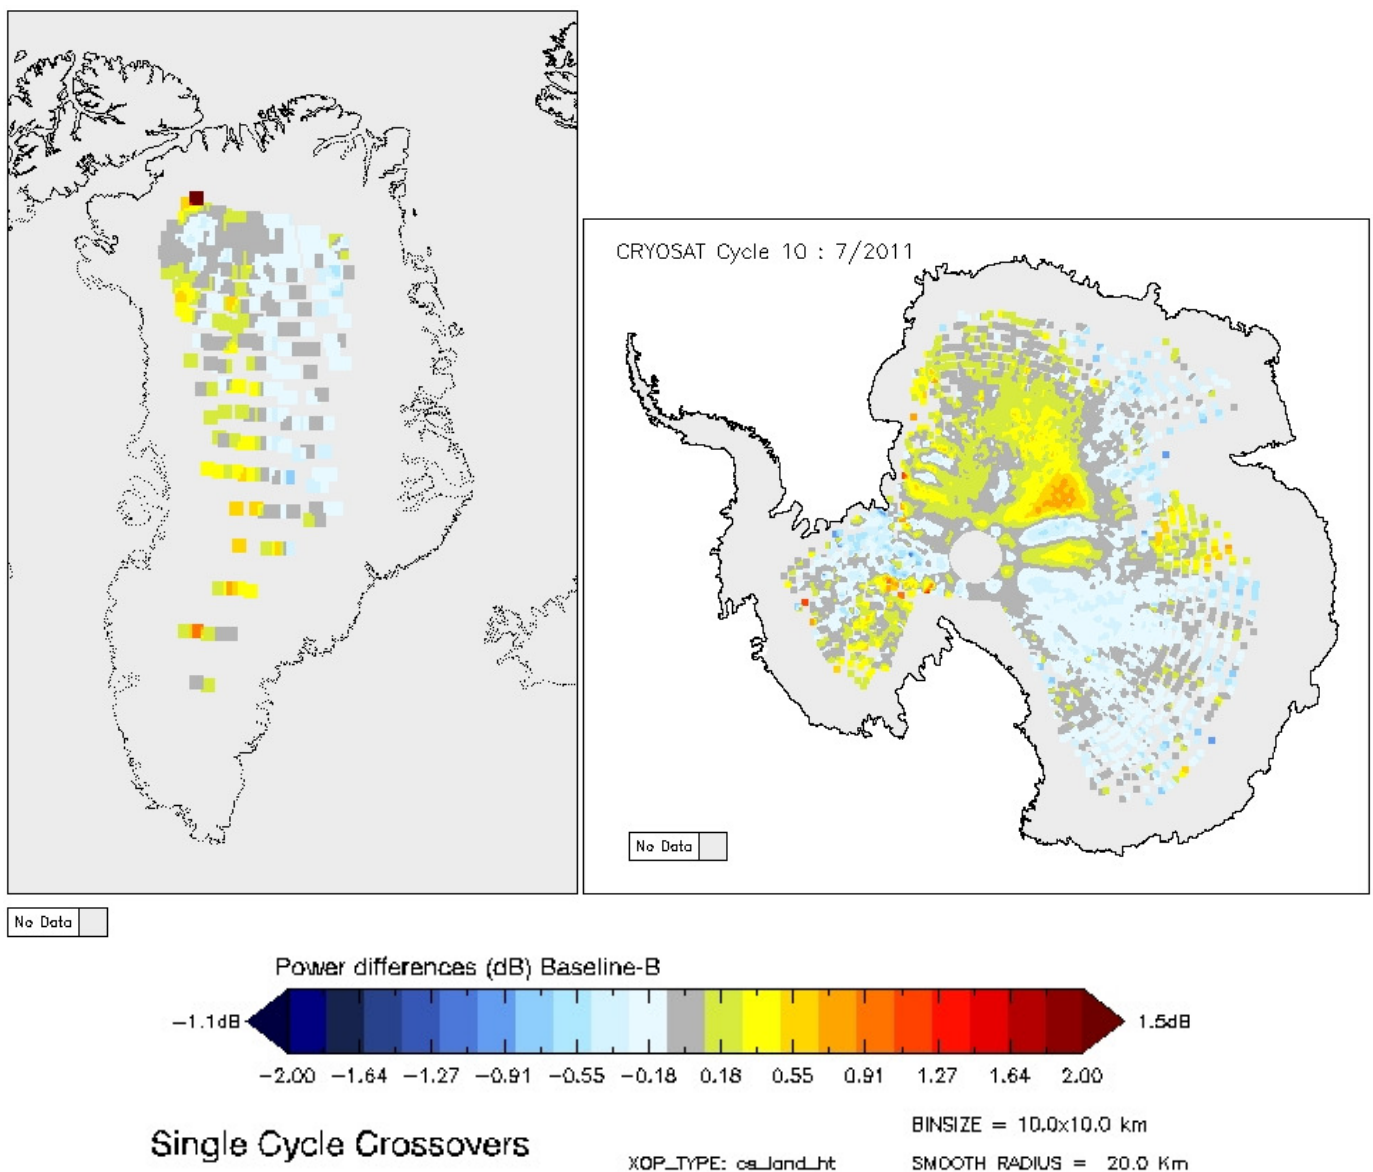 CRYOSAT Cycle 10 : 7/2011
No Data
No Data
Power differences (dB) Baseline-B
-1.1dB
1.5dB
-2.00 -1.64 -1.27 -0.91 -0.55 -0.18 0.18 0.55 0.91 1.27 1.64 2.00
BINSIZE = 10.0x10.0 km
Single Cycle Crossovers
XOP_TYPE: cs_land_ht
SMOOTH RADIUS = 20.0 Km